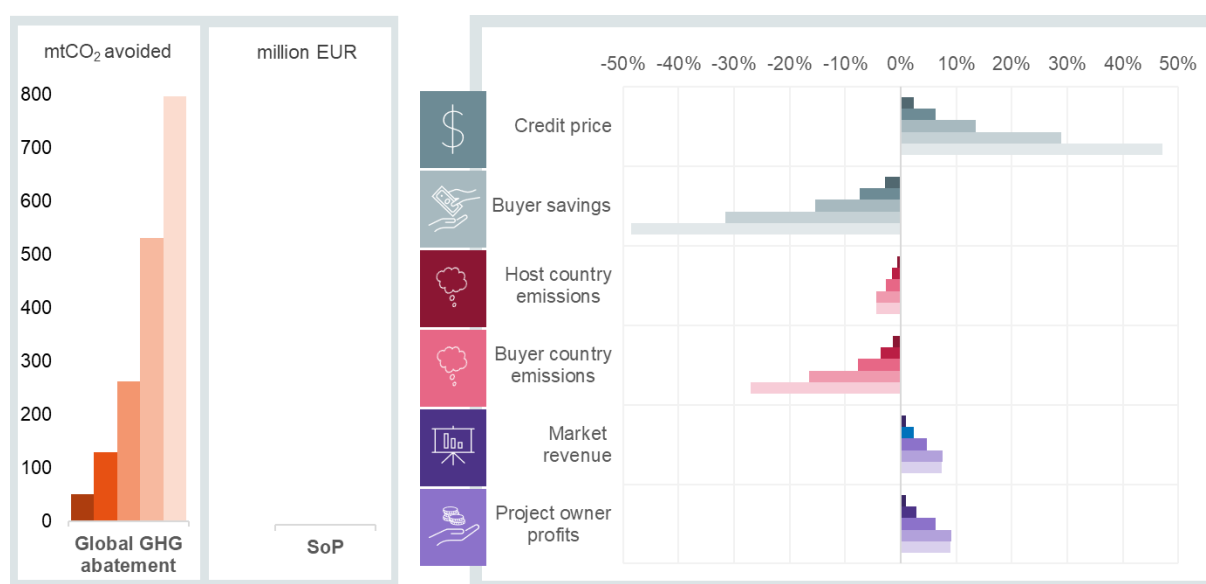 mtCO₂ avoided
800
700
600
500
400
300
200
100
0
Global GHG
abatement
million EUR
SoP
-50% -40% -30% -20% -10% 0% 10% 20% 30% 40% 50%
$
Credit price
Buyer savings
Host country
emissions
Buyer country
emissions
Market
revenue
Project owner
profits